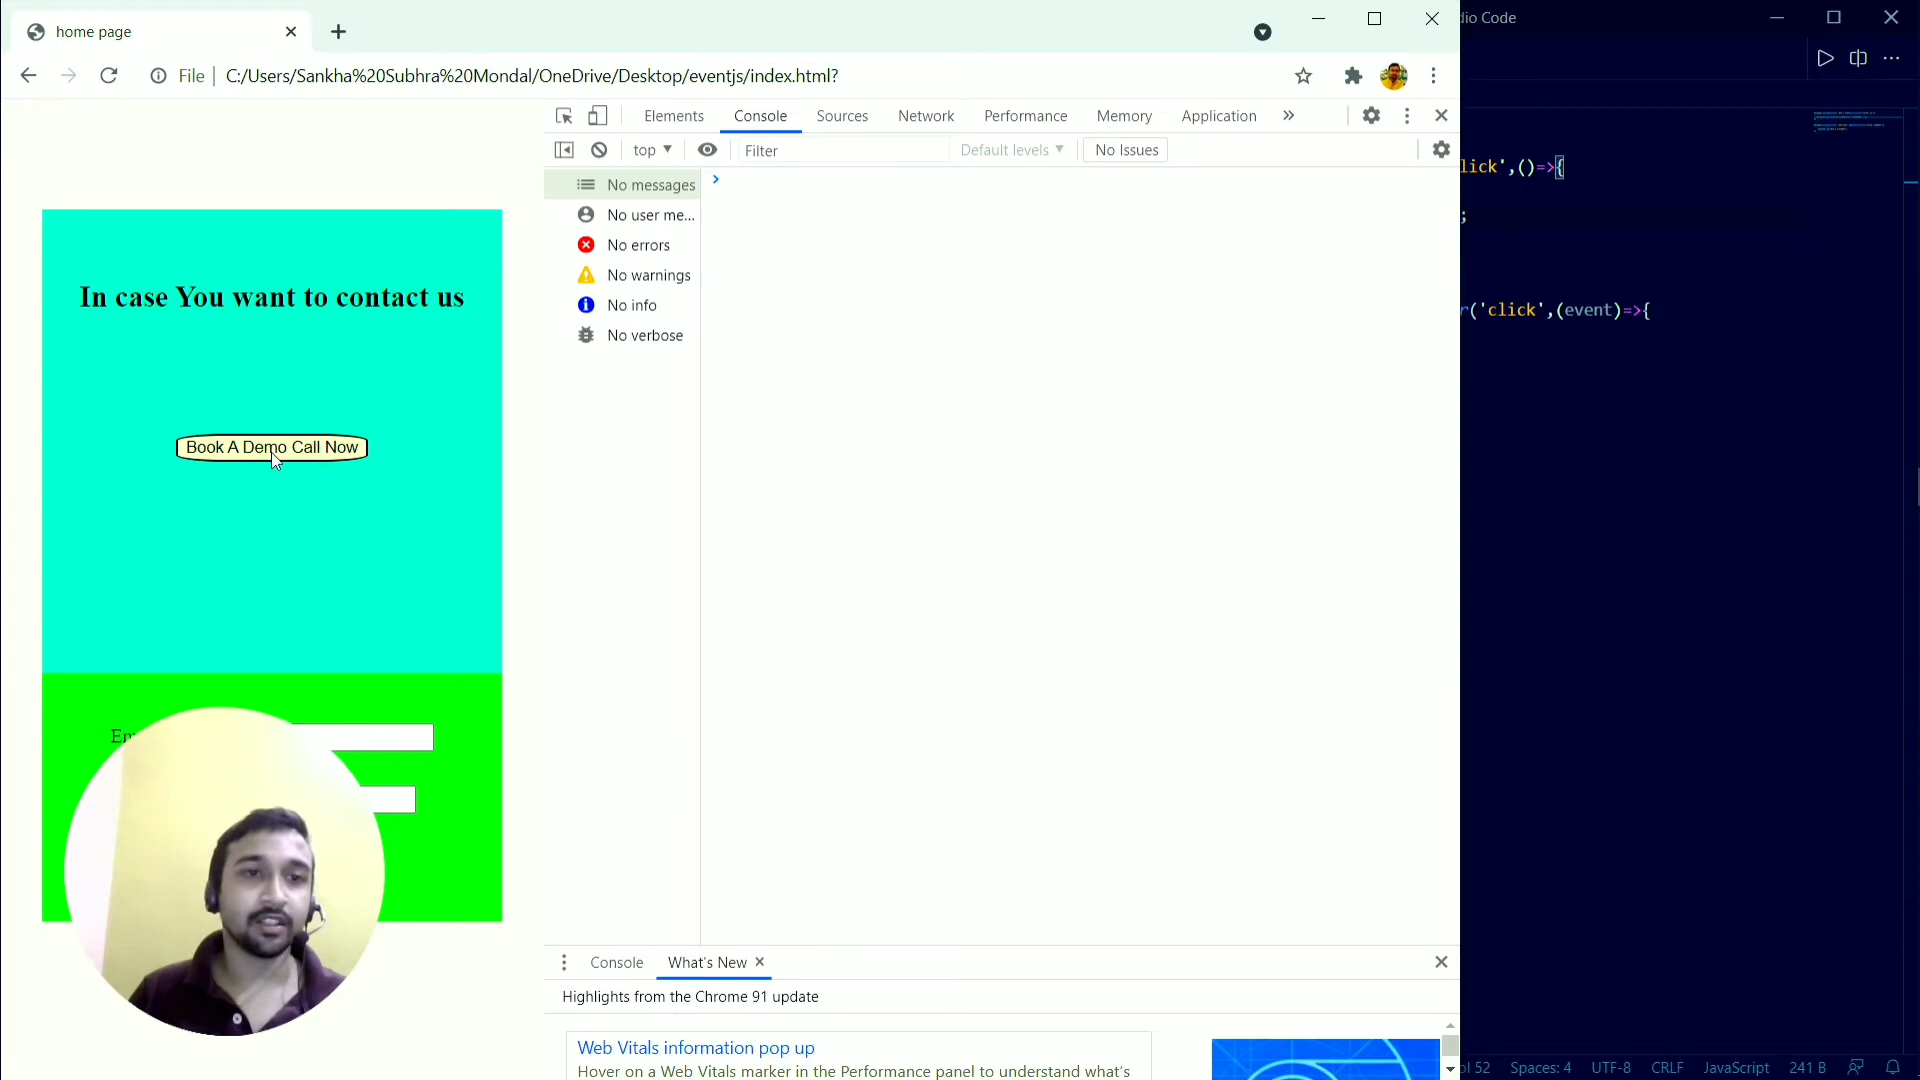 home page
File C:/Users/Sankha%20Subhra%20Mondal/OneDrive/Desktop/eventjs/index.html?
In case You want to contact us
Book A Demo Call Now
Elements Console Sources Network Performance Memory Application
top Filter Default levels No Issues
No messages
No user me...
No errors
No warnings
No info
No verbose
Console What's New
Highlights from the Chrome 91 update
Web Vitals information pop up
Hover on a Web Vitals marker in the Performance panel to understand what's
dio Code
lick',()=>{
;
r('click',(event)=>{
ol 52 Spaces: 4 UTF-8 CRLF JavaScript 241 B